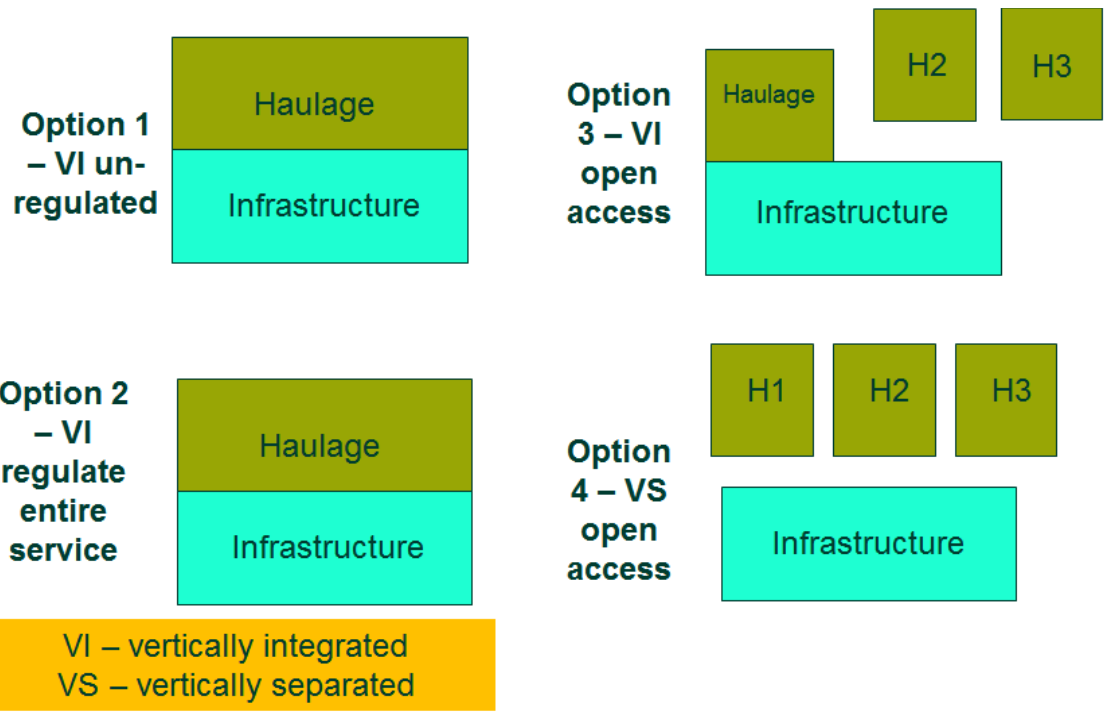 Option 1
– VI un-
regulated
Haulage
Infrastructure
Option
3 – VI
open
access
Haulage
H2
H3
Infrastructure
Option 2
– VI
regulate
entire
service
Haulage
Infrastructure
Option
4 – VS
open
access
H1
H2
H3
Infrastructure
VI – vertically integrated
VS – vertically separated